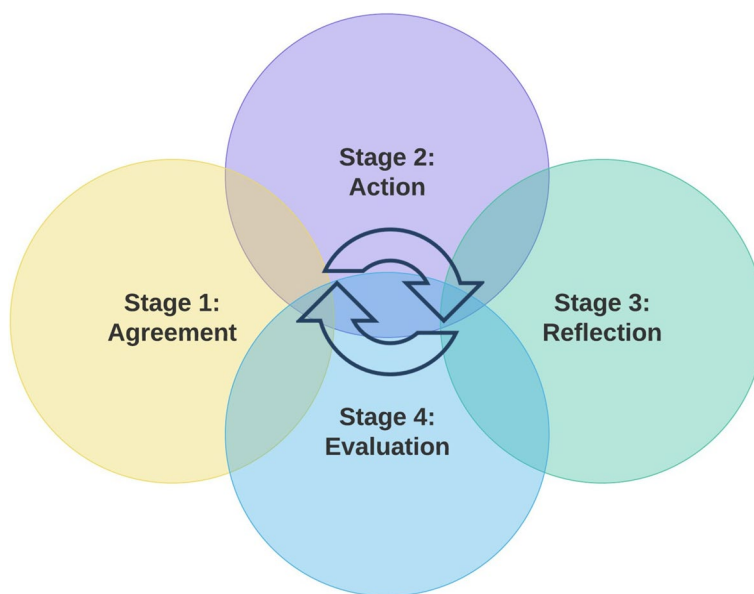 Stage 2:
Action
Stage 1:
Agreement
Stage 3:
Reflection
Stage 4:
Evaluation